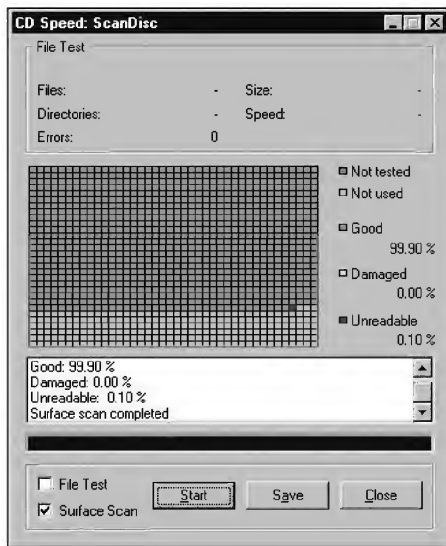 CD Speed: ScanDisc
File Test
Files: - Size: -
Directories: - Speed: -
Errors: 0
Not tested
Not used
Good
99.90 %
Damaged
0.00 %
Unreadable
0.10 %
Good: 99.90 %
Damaged: 0.00 %
Unreadable: 0.10 %
Surface scan completed
File Test
Surface Scan
Start
Save
Close